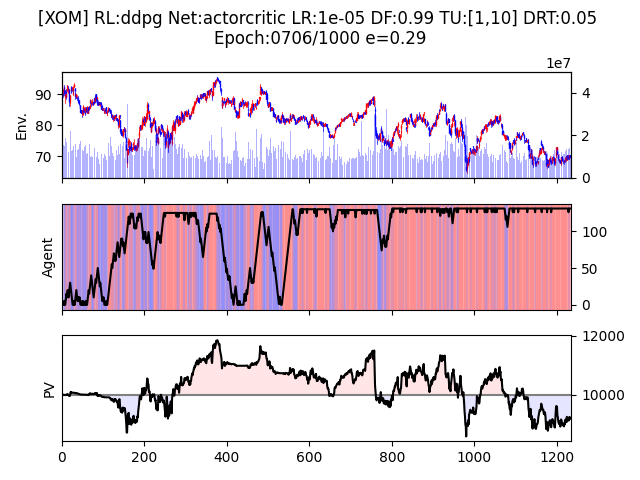 [XOM] RL:ddpg Net:actorcritic LR:1e-05 DF:0.99 TU:[1,10] DRT:0.05
Epoch:0706/1000 e=0.29
1e7
Env.
90
80
70
4
2
0
Agent
100
50
0
PV
12000
10000
0 200 400 600 800 1000 1200